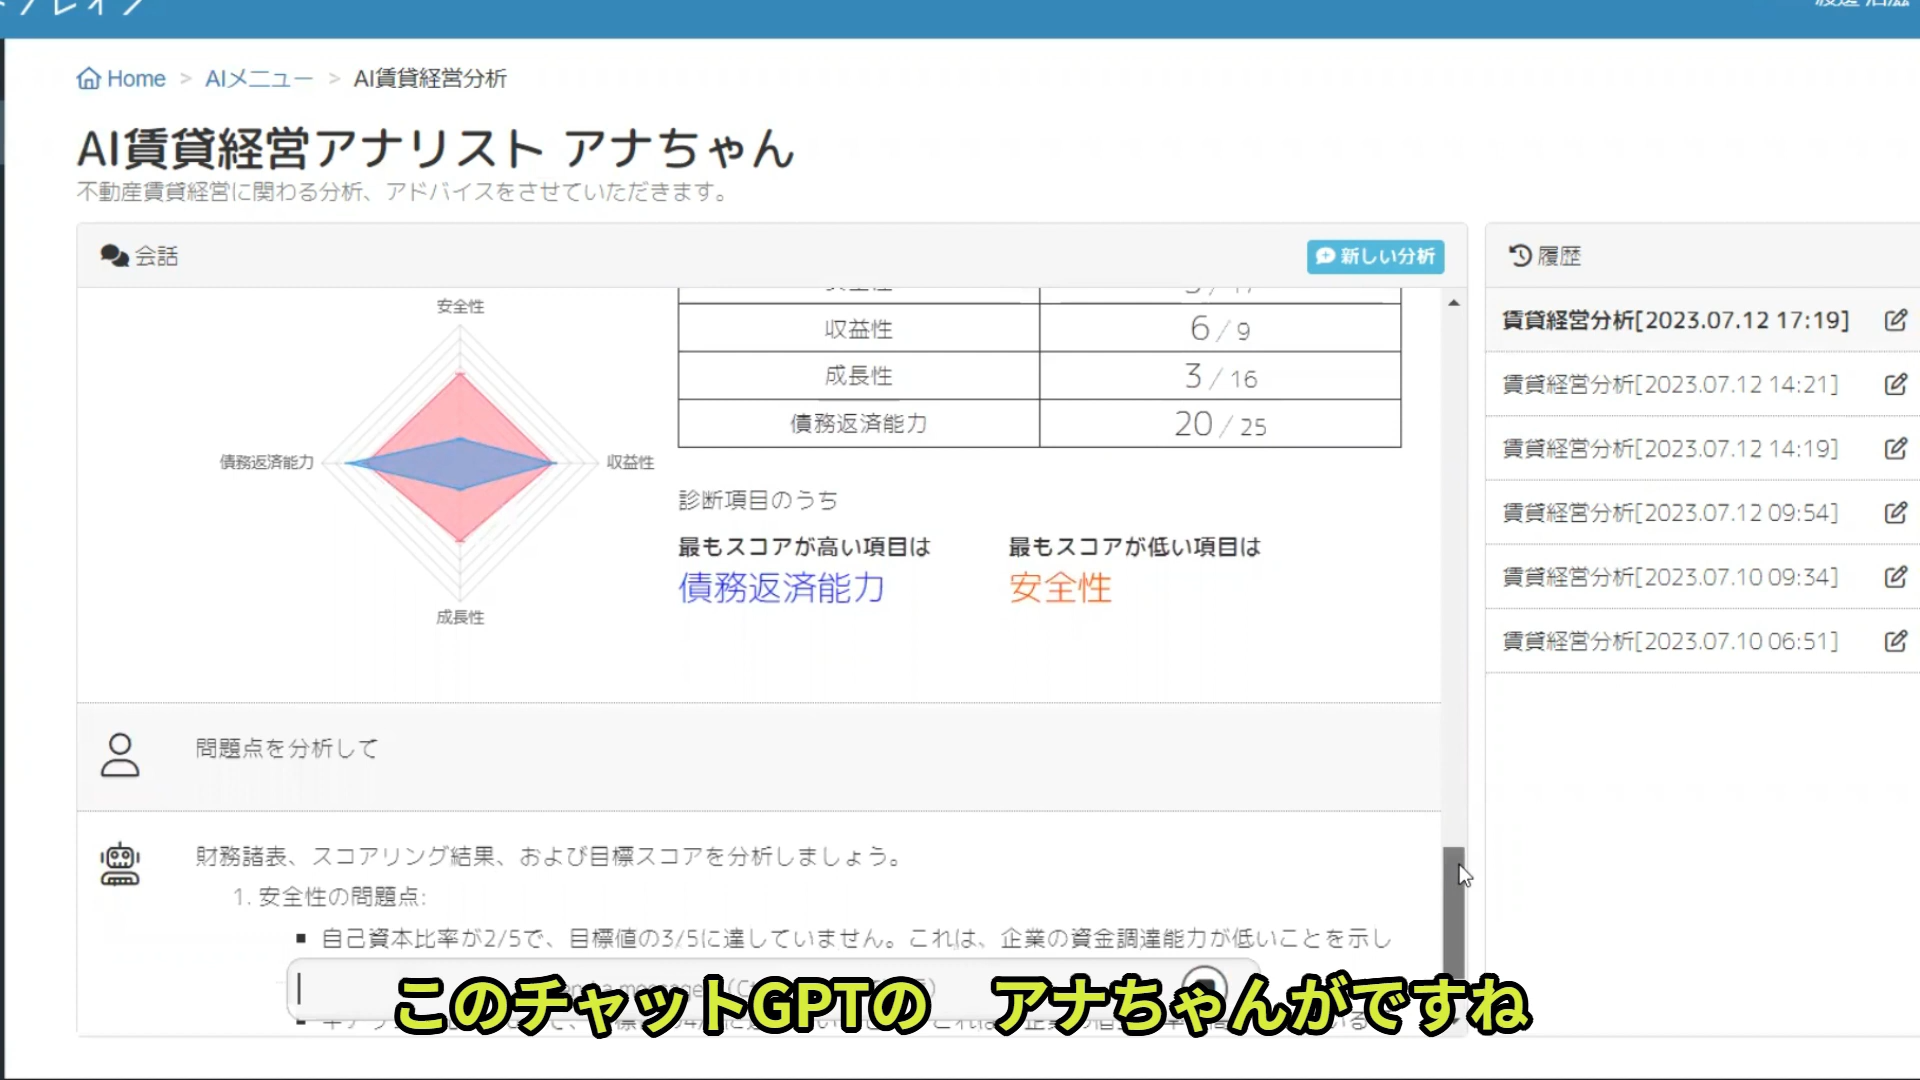 Home > AIメニュー > AI賃貸経営分析
AI賃貸経営アナリスト アナちゃん
不動産賃貸経営に関わる分析、アドバイスをさせていただきます。
会話
新しい分析
履歴
安全性
債務返済能力
収益性
成長性
収益性 6 / 9
成長性 3 / 16
債務返済能力 20 / 25
診断項目のうち
最もスコアが高い項目は
債務返済能力
最もスコアが低い項目は
安全性
賃貸経営分析[2023.07.12 17:19]
賃貸経営分析[2023.07.12 14:21]
賃貸経営分析[2023.07.12 14:19]
賃貸経営分析[2023.07.12 09:54]
賃貸経営分析[2023.07.10 09:34]
賃貸経営分析[2023.07.10 06:51]
問題点を分析して
財務諸表、スコアリング結果、および目標スコアを分析しましょう。
1. 安全性の問題点:
■ 自己資本比率が2/5で、目標値の3/5に達していません。これは、企業の資金調達能力が低いことを示し
このチャットGPTの アナちゃんがですね